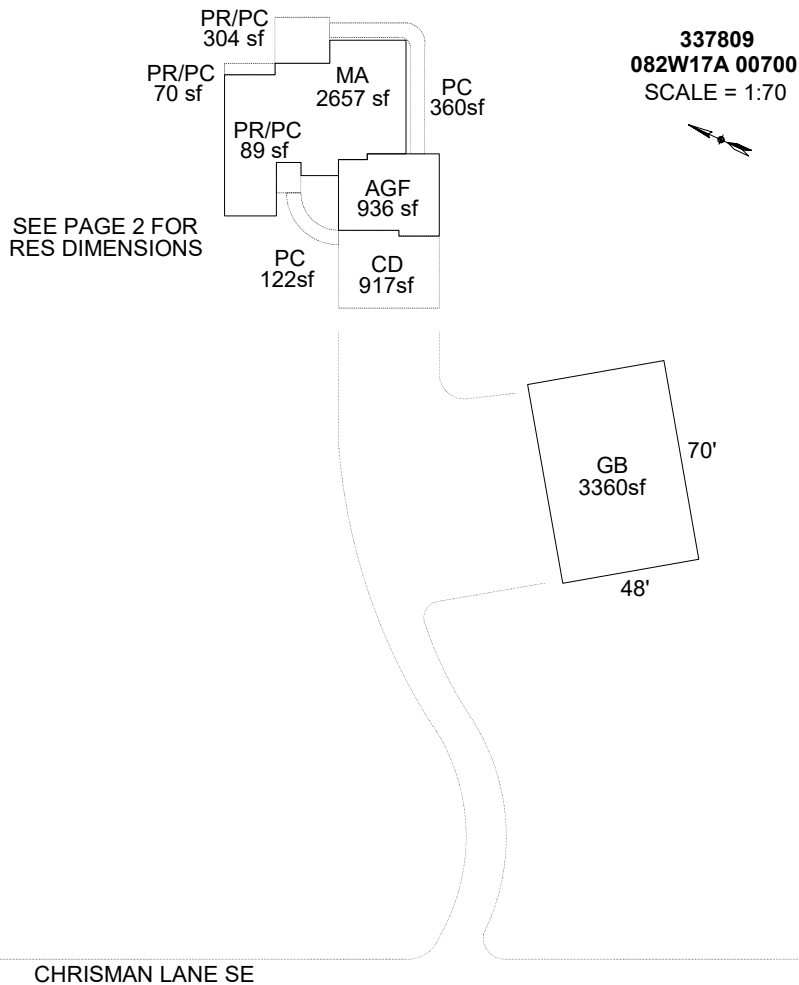 PR/PC
304 sf
337809
082W17A 00700
SCALE = 1:70
PR/PC
70 sf
MA
2657 sf
PC
360sf
PR/PC
89 sf
AGF
936 sf
SEE PAGE 2 FOR
RES DIMENSIONS
PC
122sf
CD
917sf
GB
3360sf
70'
48'
CHRISMAN LANE SE